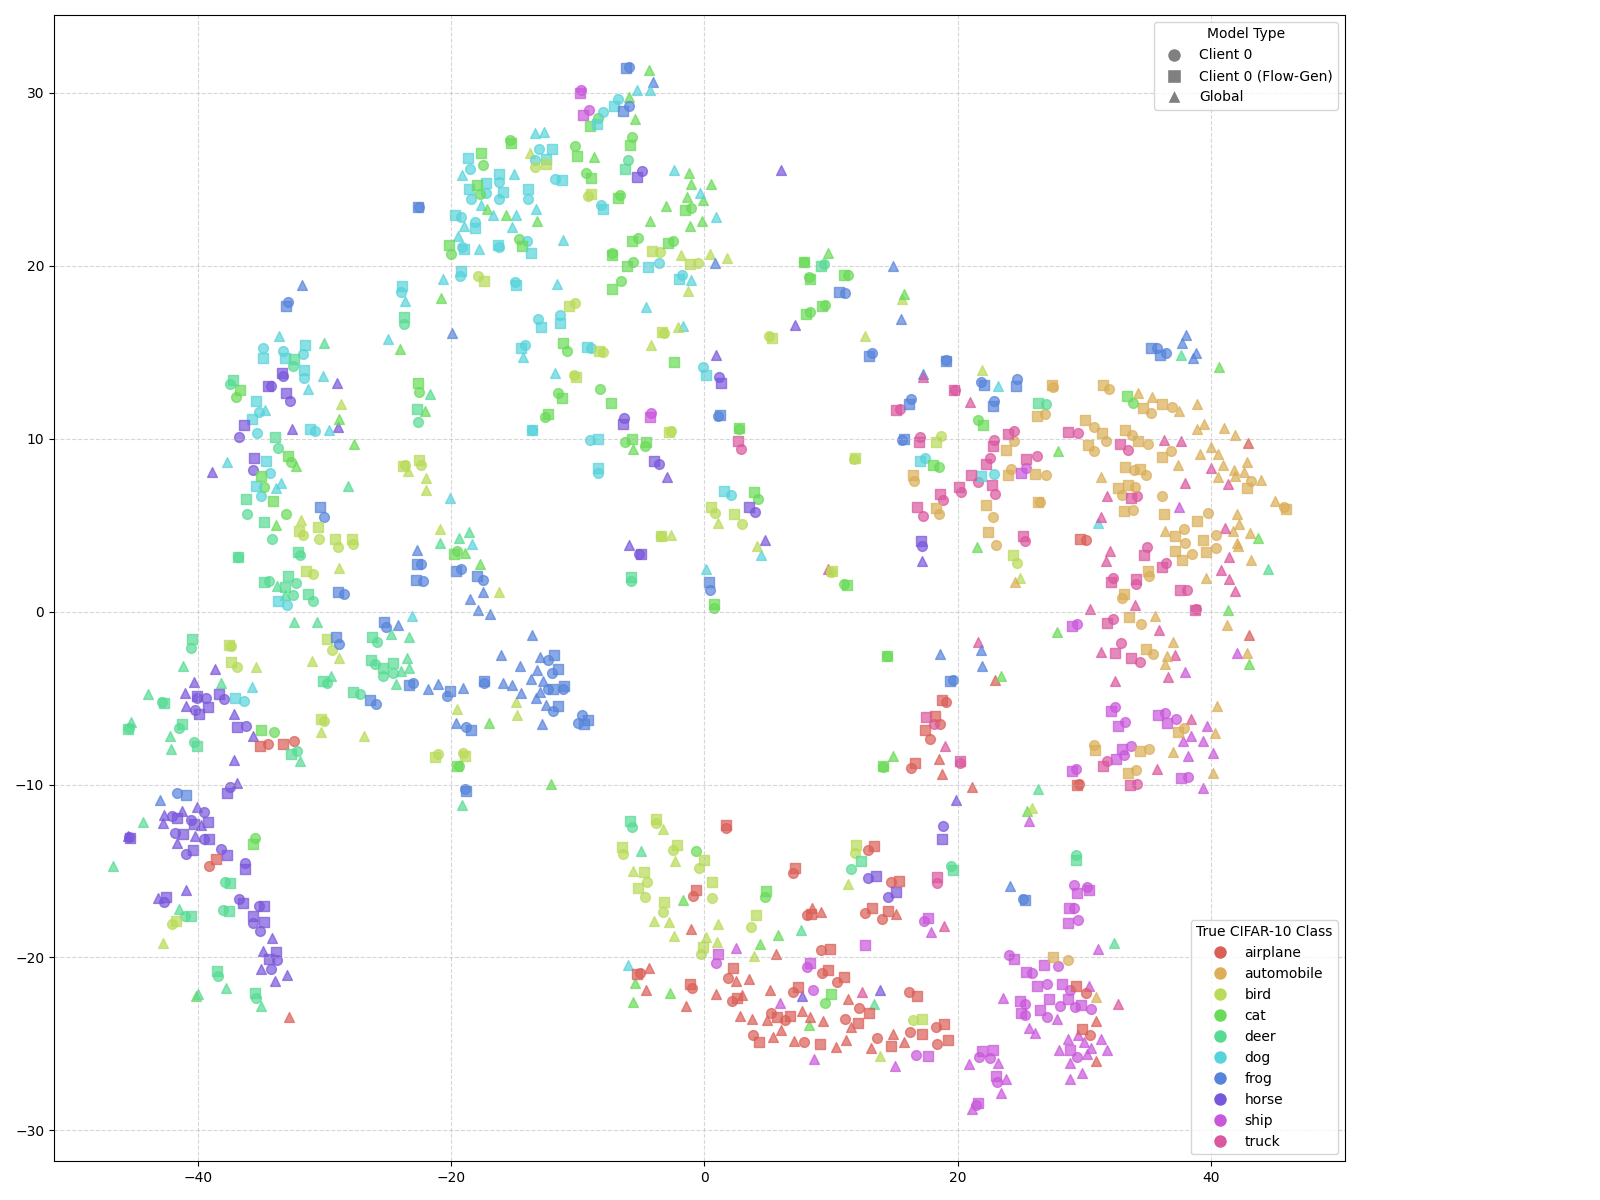 Model Type
Client 0
Client 0 (Flow-Gen)
Global
30
20
10
0
−10
−20
−30
True CIFAR-10 Class
airplane
automobile
bird
cat
deer
dog
frog
horse
ship
truck
−40
−20
0
20
40